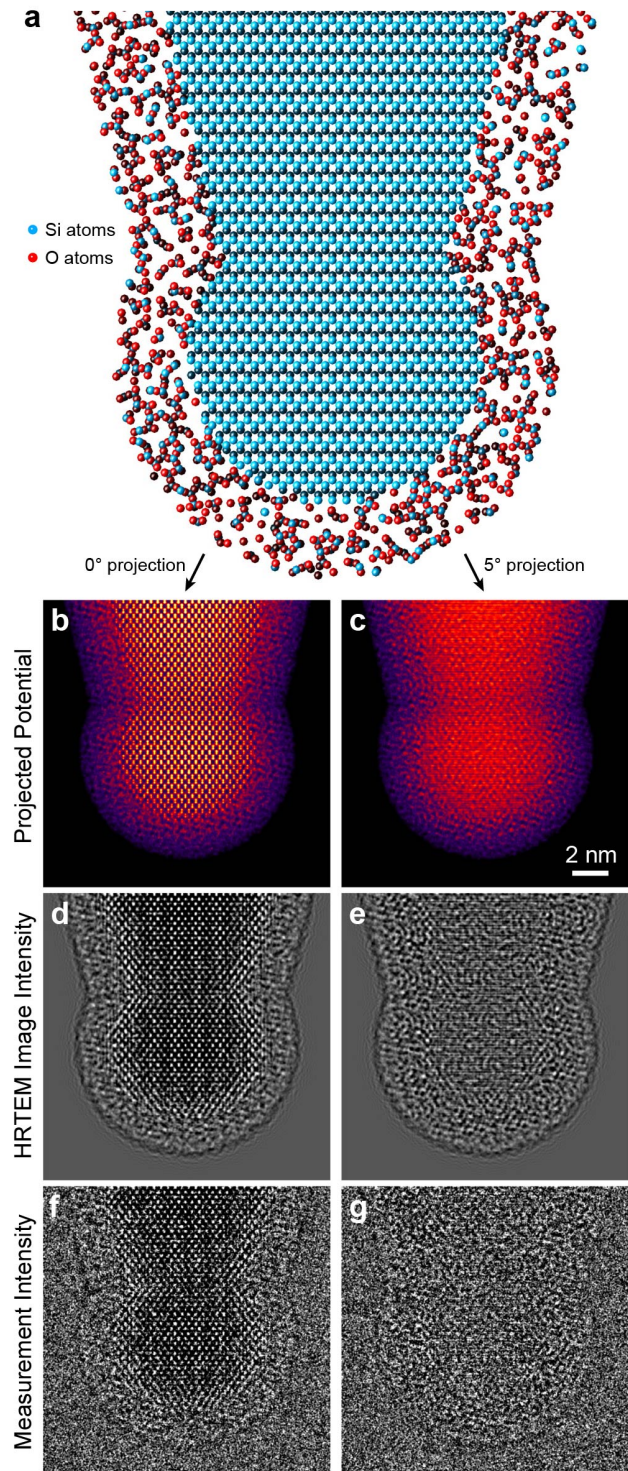 a
Si atoms
O atoms
0° projection
5° projection
Projected Potential
b
c
2 nm
HRTEM Image Intensity
d
e
Measurement Intensity
f
g